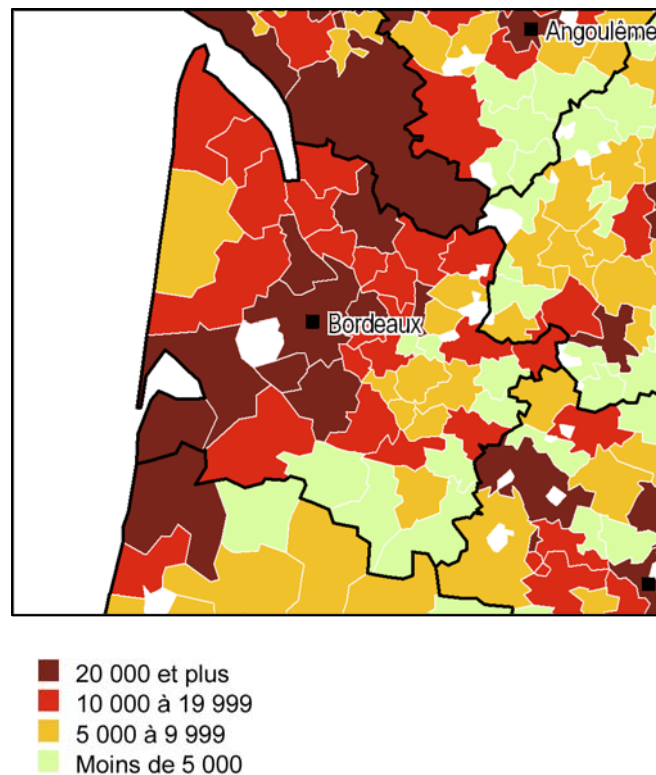 Angoulême
Bordeaux
20 000 et plus
10 000 à 19 999
5 000 à 9 999
Moins de 5 000